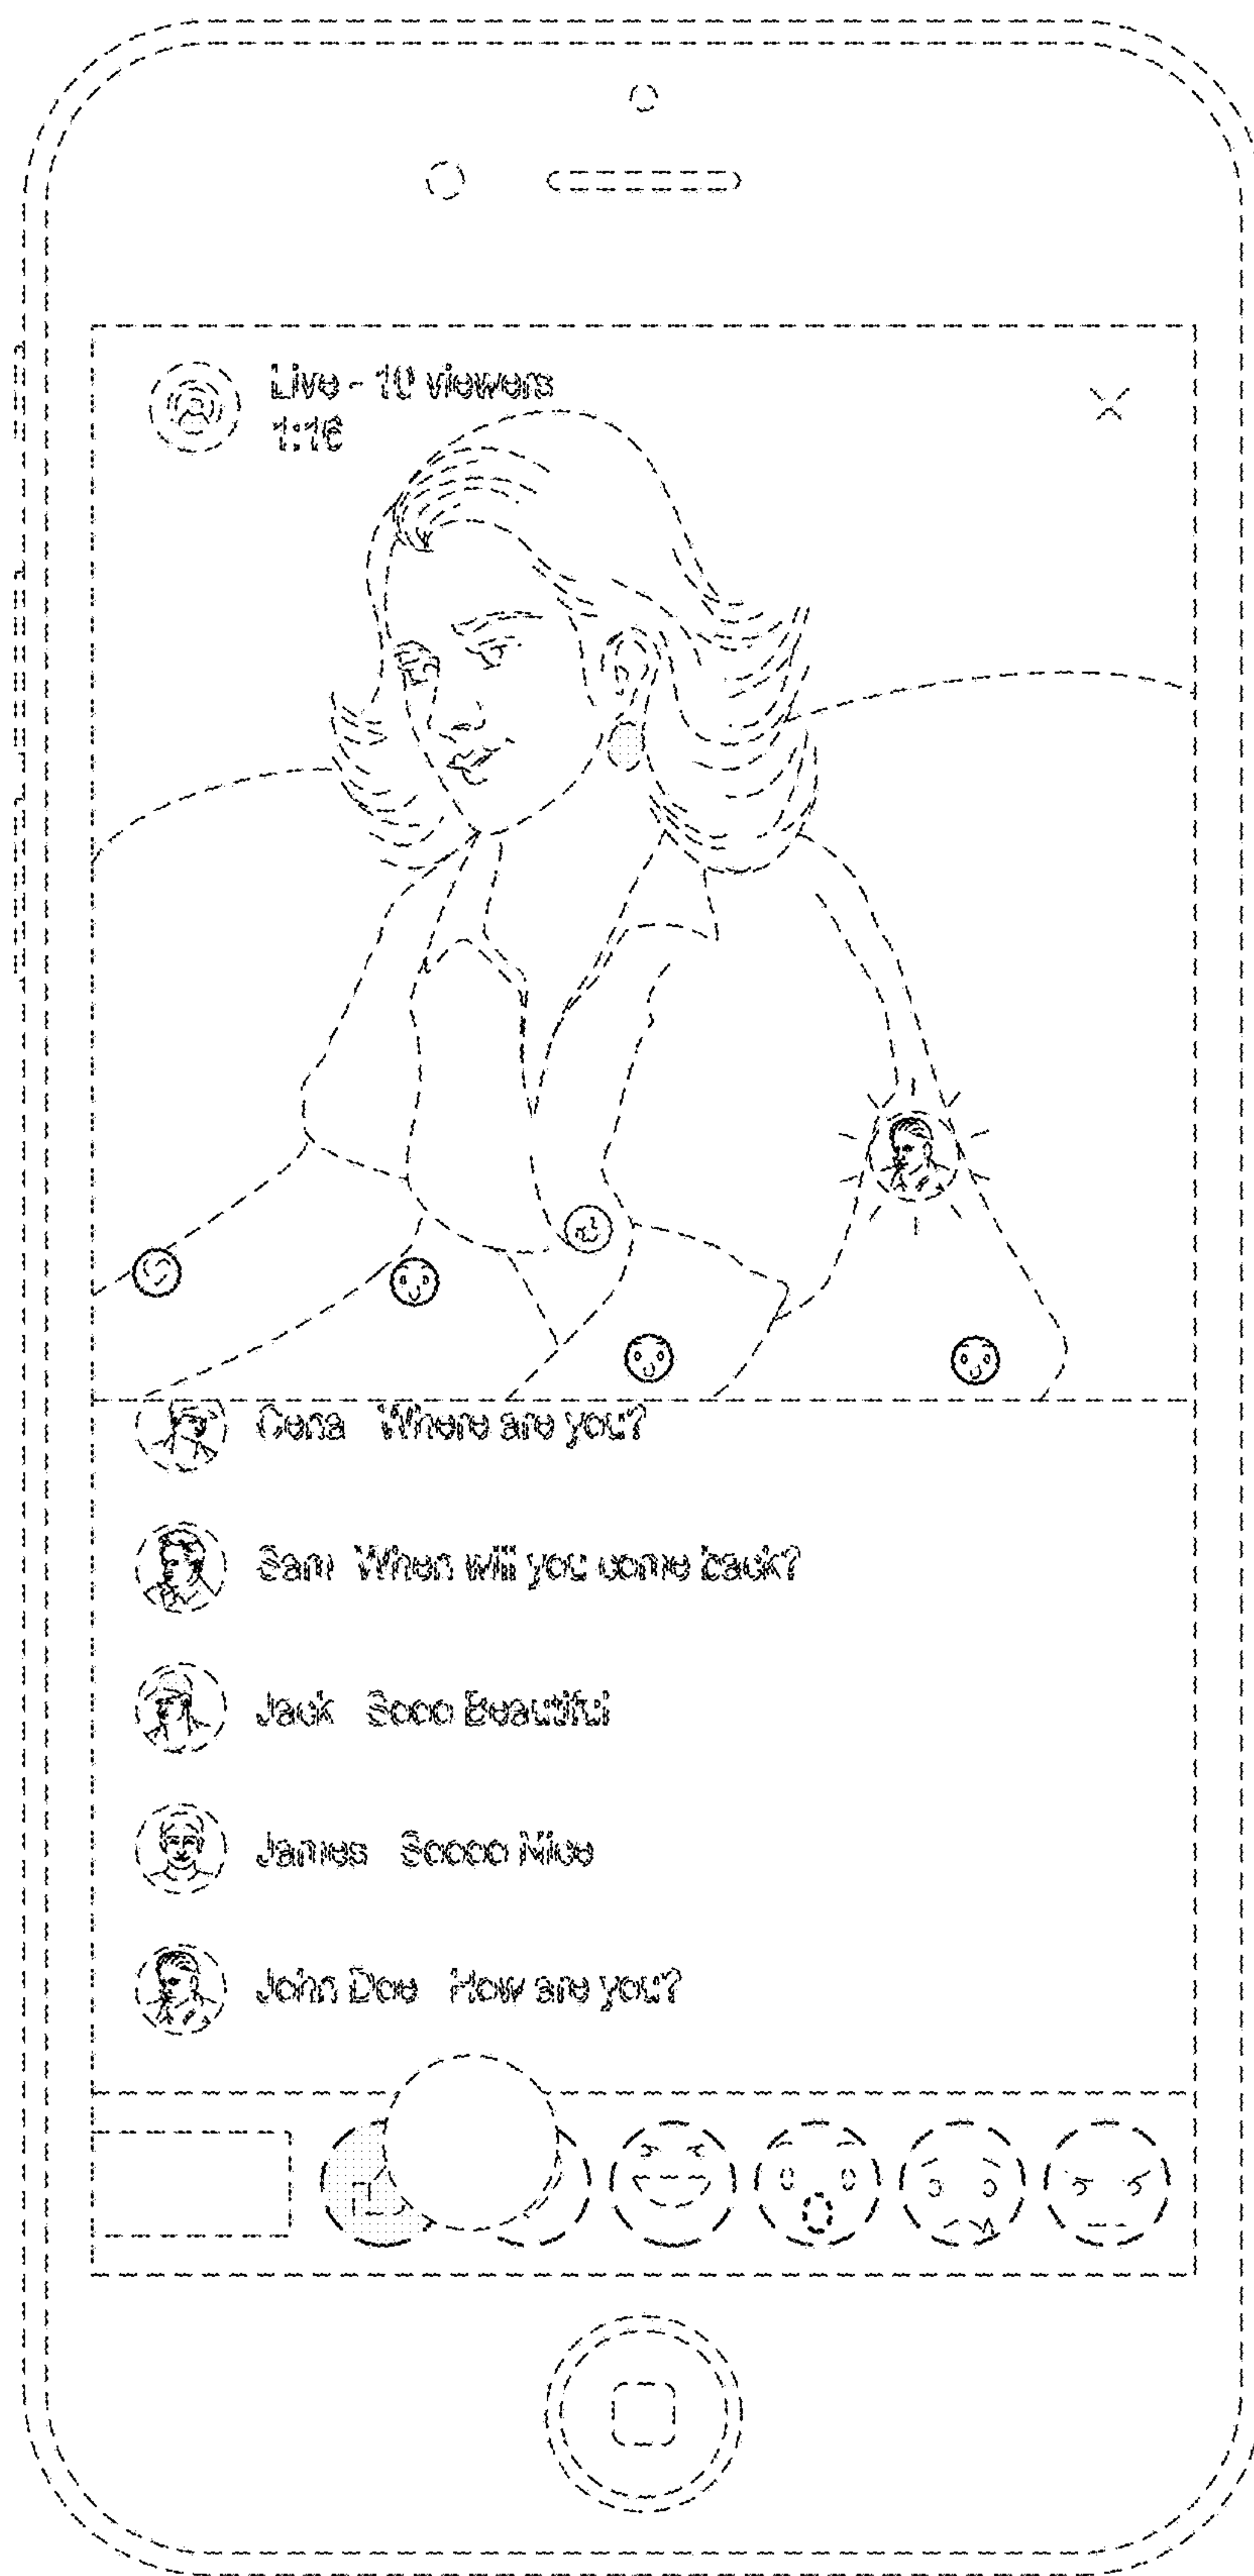 Live - 10 viewers
1:16
Cena Where are you?
Sam When will you come back?
Jack Sooo Beautiful
James Soooo Nice
John Doe How are you?